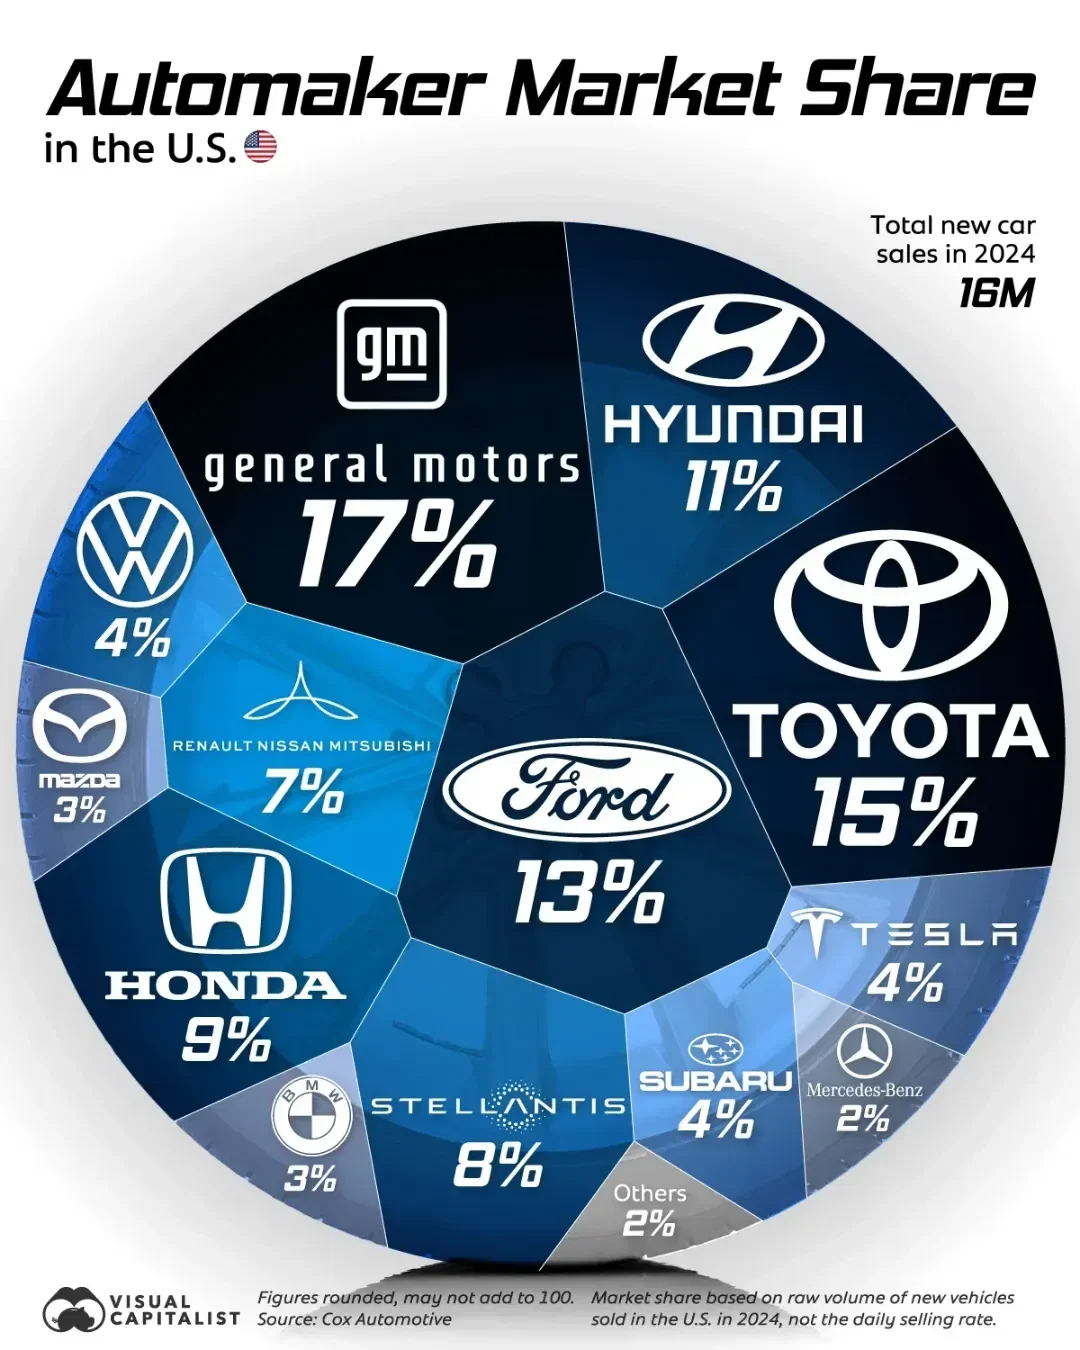 Automaker Market Share
in the U.S.
Total new car
sales in 2024
16M
gm
general motors
17%
HYUNDAI
11%
TOYOTA
15%
VW
4%
RENAULT NISSAN MITSUBISHI
7%
mazda
3%
Ford
13%
HONDA
9%
TESLA
4%
BMW
3%
STELLANTIS
8%
SUBARU
4%
Mercedes-Benz
2%
Others
2%
VISUAL
CAPITALIST
Figures rounded, may not add to 100.
Source: Cox Automotive
Market share based on raw volume of new vehicles
sold in the U.S. in 2024, not the daily selling rate.